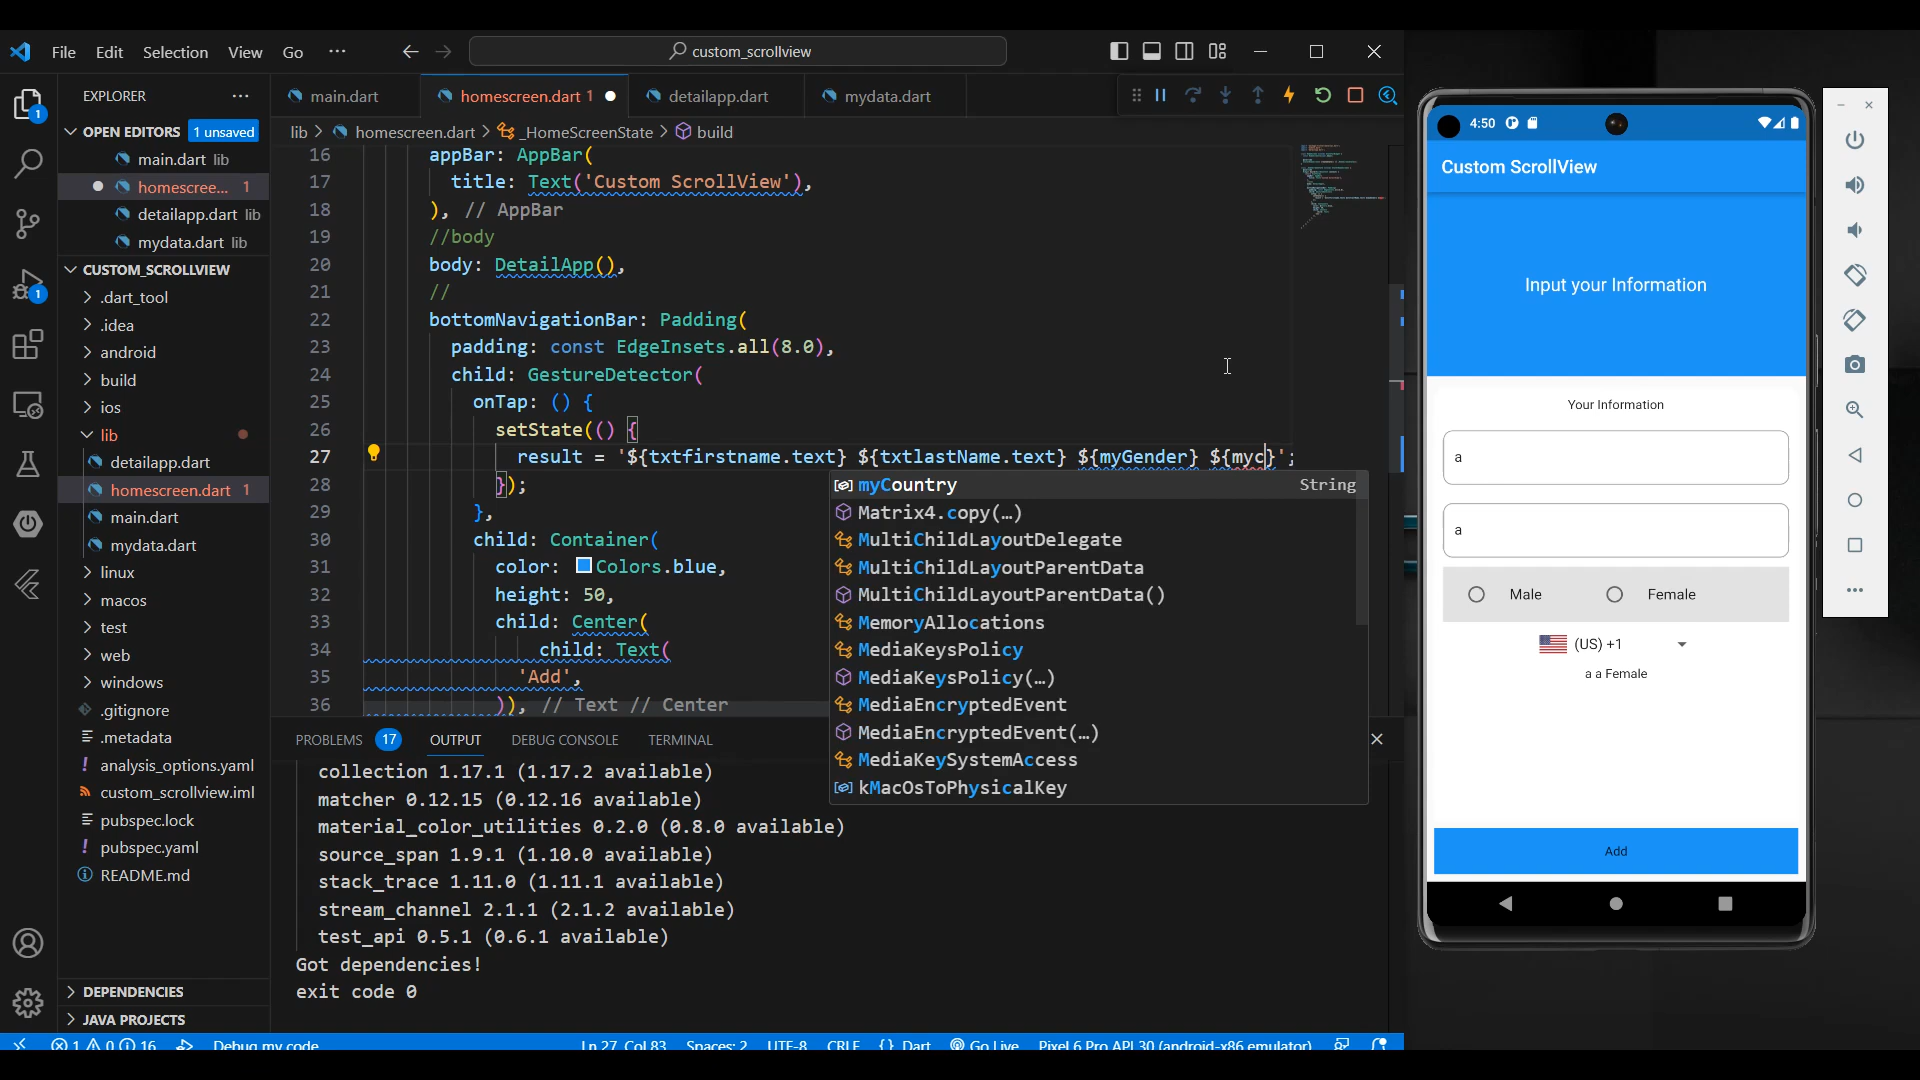 File Edit Selection View Go ···
custom_scrollview
EXPLORER
OPEN EDITORS 1 unsaved
main.dart lib
homescree... 1
detailapp.dart lib
mydata.dart lib
CUSTOM_SCROLLVIEW
.dart_tool
.idea
android
build
ios
lib
detailapp.dart
homescreen.dart 1
main.dart
mydata.dart
linux
macos
test
web
windows
.gitignore
.metadata
analysis_options.yaml
custom_scrollview.iml
pubspec.lock
pubspec.yaml
README.md
DEPENDENCIES
JAVA PROJECTS
1
1
main.dart
homescreen.dart 1
detailapp.dart
mydata.dart
lib > homescreen.dart > _HomeScreenState > build
16 appBar: AppBar(
17 title: Text('Custom ScrollView'),
18 ), // AppBar
19 //body
20 body: DetailApp(),
21 //
22 bottomNavigationBar: Padding(
23 padding: const EdgeInsets.all(8.0),
24 child: GestureDetector(
25 onTap: () {
26 setState(() {
27 result = '${txtfirstname.text} ${txtlastName.text} ${myGender} ${myc}';
28 });
29 },
30 child: Container(
31 color: Colors.blue,
32 height: 50,
33 child: Center(
34 child: Text(
35 'Add',
36 )), // Text // Center
myCountry String
Matrix4.copy(…)
MultiChildLayoutDelegate
MultiChildLayoutParentData
MultiChildLayoutParentData()
MemoryAllocations
MediaKeysPolicy
MediaKeysPolicy(…)
MediaEncryptedEvent
MediaEncryptedEvent(…)
MediaKeySystemAccess
kMacOsToPhysicalKey
PROBLEMS 17 OUTPUT DEBUG CONSOLE TERMINAL
collection 1.17.1 (1.17.2 available)
matcher 0.12.15 (0.12.16 available)
material_color_utilities 0.2.0 (0.8.0 available)
source_span 1.9.1 (1.10.0 available)
stack_trace 1.11.0 (1.11.1 available)
stream_channel 2.1.1 (2.1.2 available)
test_api 0.5.1 (0.6.1 available)
Got dependencies!
exit code 0
1 0 16 Debug my code Ln 27, Col 83 Spaces: 2 UTF-8 CRLF {} Dart Go Live Pixel 6 Pro API 30 (android-x86 emulator)
4:50
Custom ScrollView
Input your Information
Your Information
a
a
Male Female
(US) +1
a a Female
Add